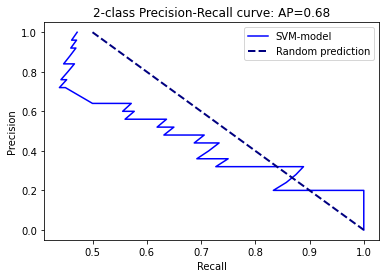 2-class Precision-Recall curve: AP=0.68
SVM-model
Random prediction
Precision
1.0
0.8
0.6
0.4
0.2
0.0
0.5 0.6 0.7 0.8 0.9 1.0
Recall